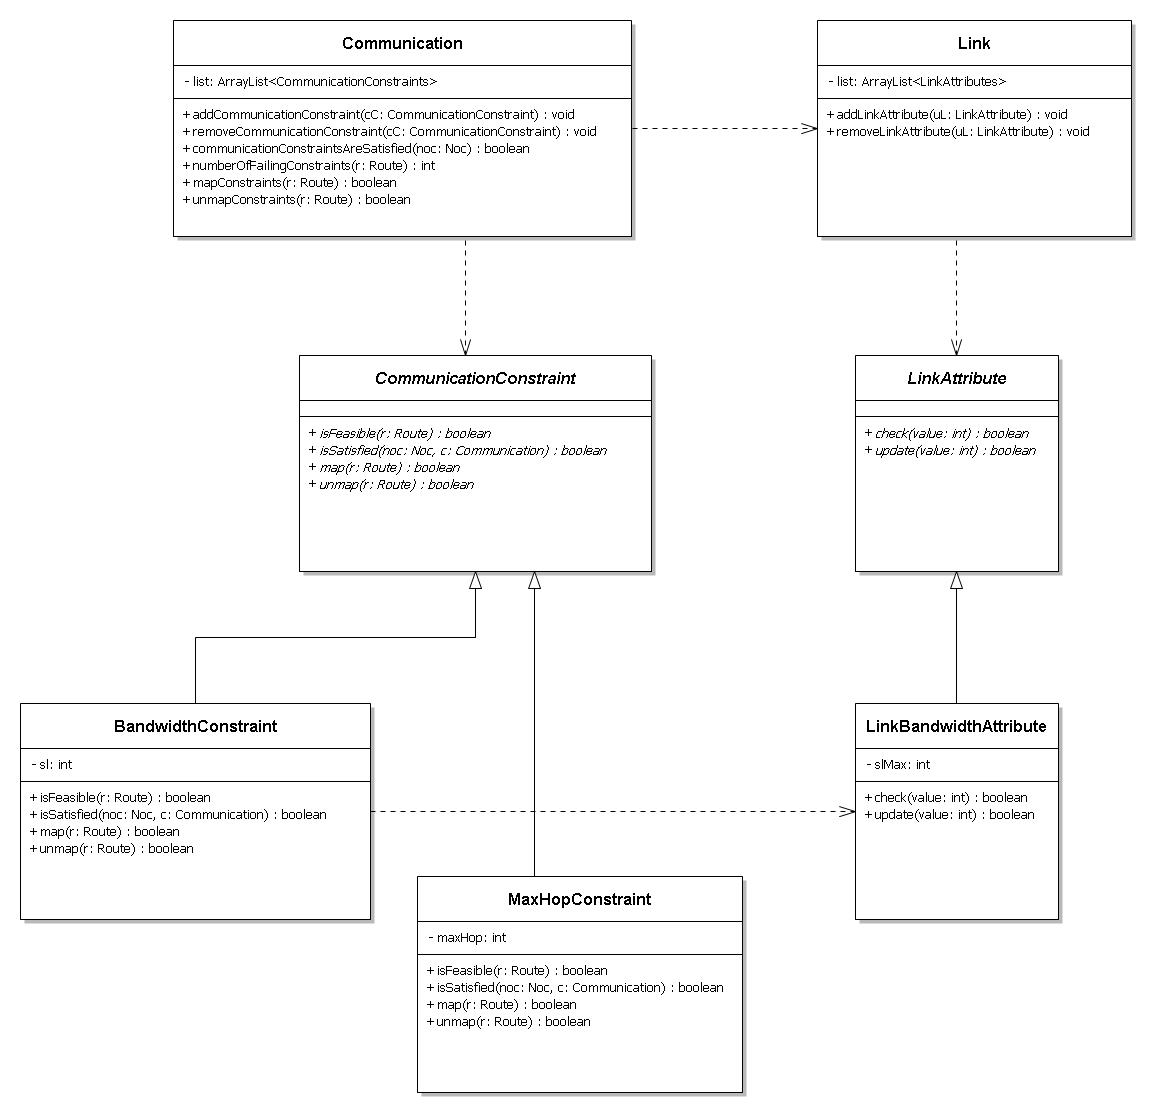 Communication
- list: ArrayList<CommunicationConstraints>
+ addCommunicationConstraint(cC: CommunicationConstraint) : void
+ removeCommunicationConstraint(cC: CommunicationConstraint) : void
+ communicationConstraintsAreSatisfied(noc: Noc) : boolean
+ numberOfFailingConstraints(r: Route) : int
+ mapConstraints(r: Route) : boolean
+ unmapConstraints(r: Route) : boolean
Link
- list: ArrayList<LinkAttributes>
+ addLinkAttribute(uL: LinkAttribute) : void
+ removeLinkAttribute(uL: LinkAttribute) : void
CommunicationConstraint
+ isFeasible(r: Route) : boolean
+ isSatisfied(noc: Noc, c: Communication) : boolean
+ map(r: Route) : boolean
+ unmap(r: Route) : boolean
LinkAttribute
+ check(value: int) : boolean
+ update(value: int) : boolean
BandwidthConstraint
- sl: int
+ isFeasible(r: Route) : boolean
+ isSatisfied(noc: Noc, c: Communication) : boolean
+ map(r: Route) : boolean
+ unmap(r: Route) : boolean
LinkBandwidthAttribute
- slMax: int
+ check(value: int) : boolean
+ update(value: int) : boolean
MaxHopConstraint
- maxHop: int
+ isFeasible(r: Route) : boolean
+ isSatisfied(noc: Noc, c: Communication) : boolean
+ map(r: Route) : boolean
+ unmap(r: Route) : boolean